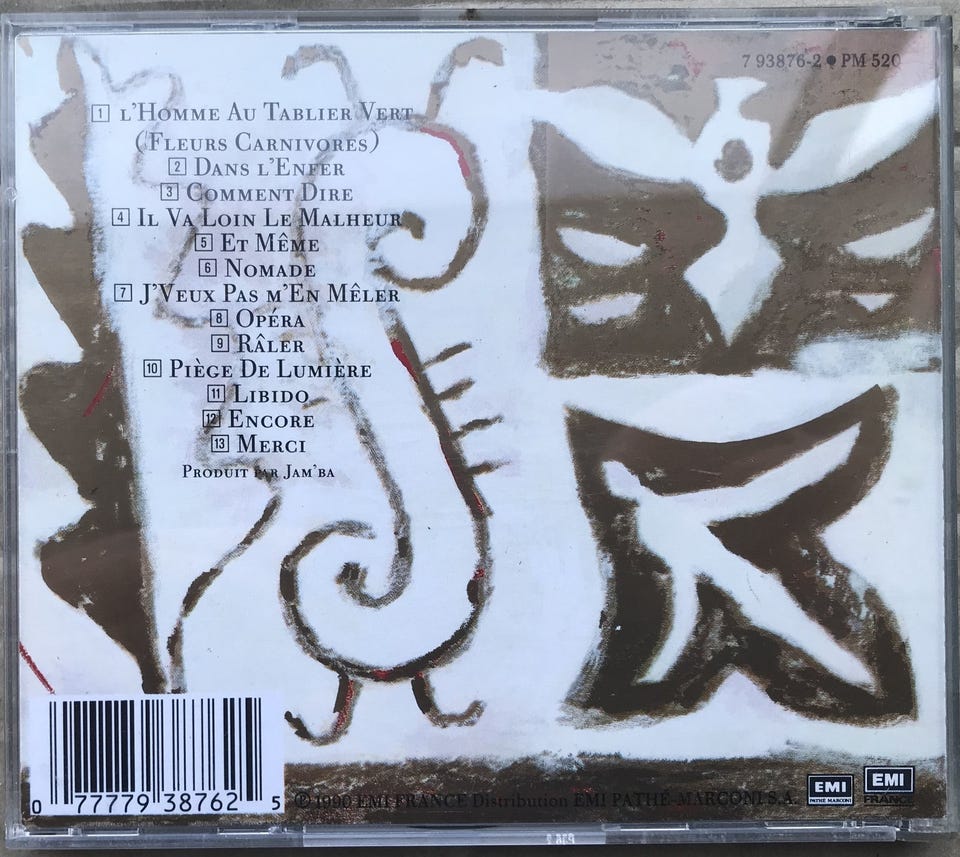 7 93876-2 ● PM 520
1 L'Homme Au Tablier Vert
(Fleurs Carnivores)
2 Dans L'Enfer
3 Comment Dire
4 Il Va Loin Le Malheur
5 Et Même
6 Nomade
7 J'Veux Pas M'En Mêler
8 Opéra
9 Râler
10 Piège De Lumière
11 Libido
12 Encore
13 Merci
Produit par Jam'ba
0 77779 38762 5
℗ 1990 EMI FRANCE Distribution EMI PATHÉ-MARCONI S.A.
EMI
PATHÉ MARCONI
EMI
FRANCE